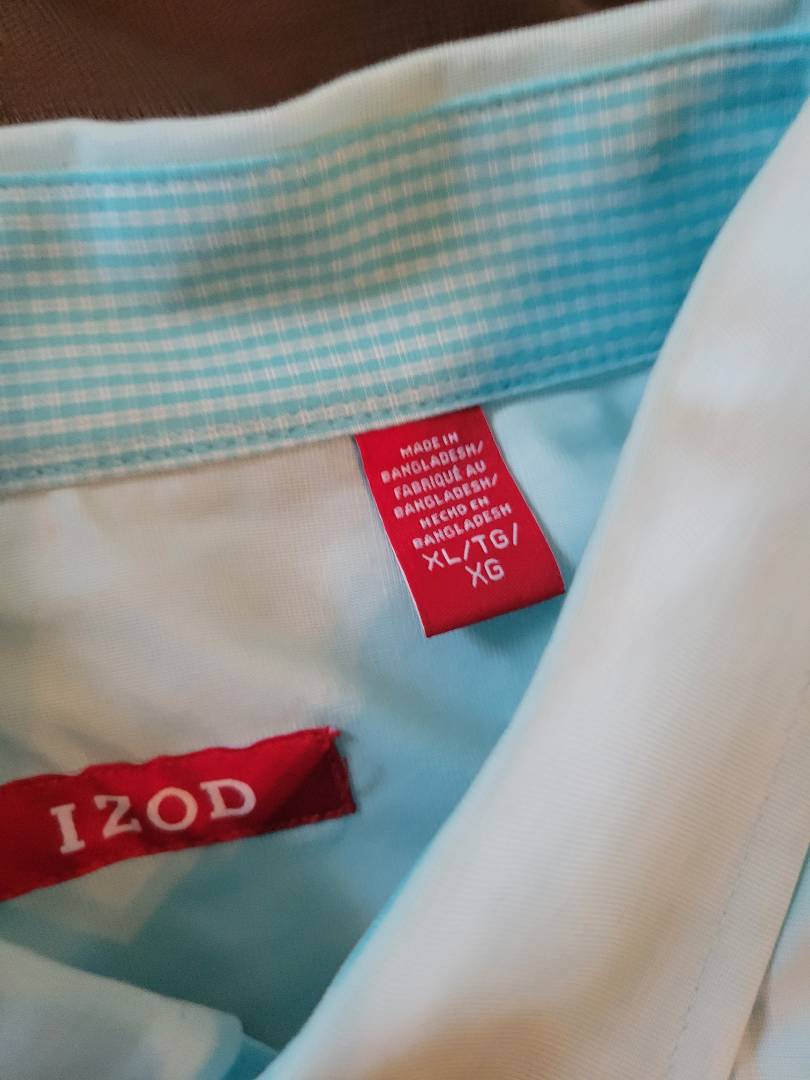 MADE IN
BANGLADESH/
FABRIQUÉ AU
BANGLADESH/
HECHO EN
BANGLADESH
XL/TG/
XG
IZOD